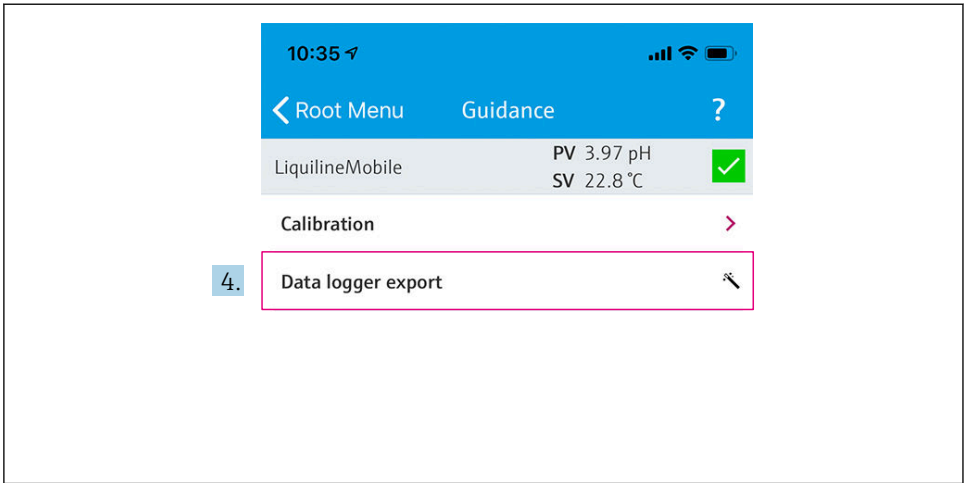 10:35
Root Menu Guidance ?
LiquilineMobile
PV 3.97 pH
SV 22.8 °C
Calibration
4. Data logger export